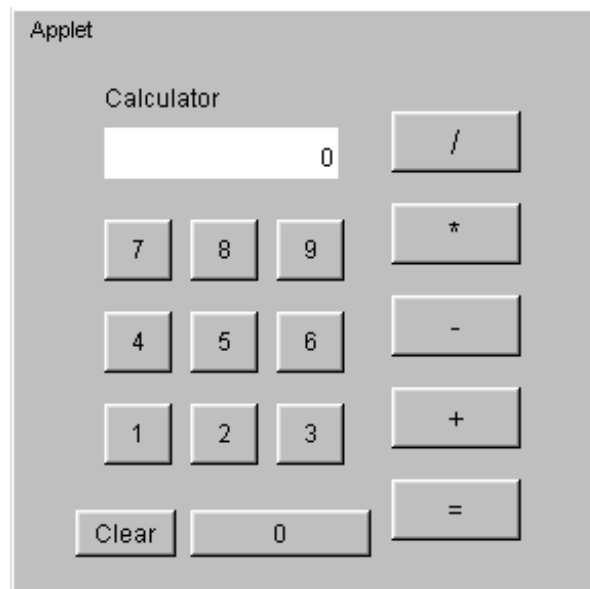 Applet
Calculator
0
/
7 8 9
*
4 5 6
-
1 2 3
+
Clear 0
=